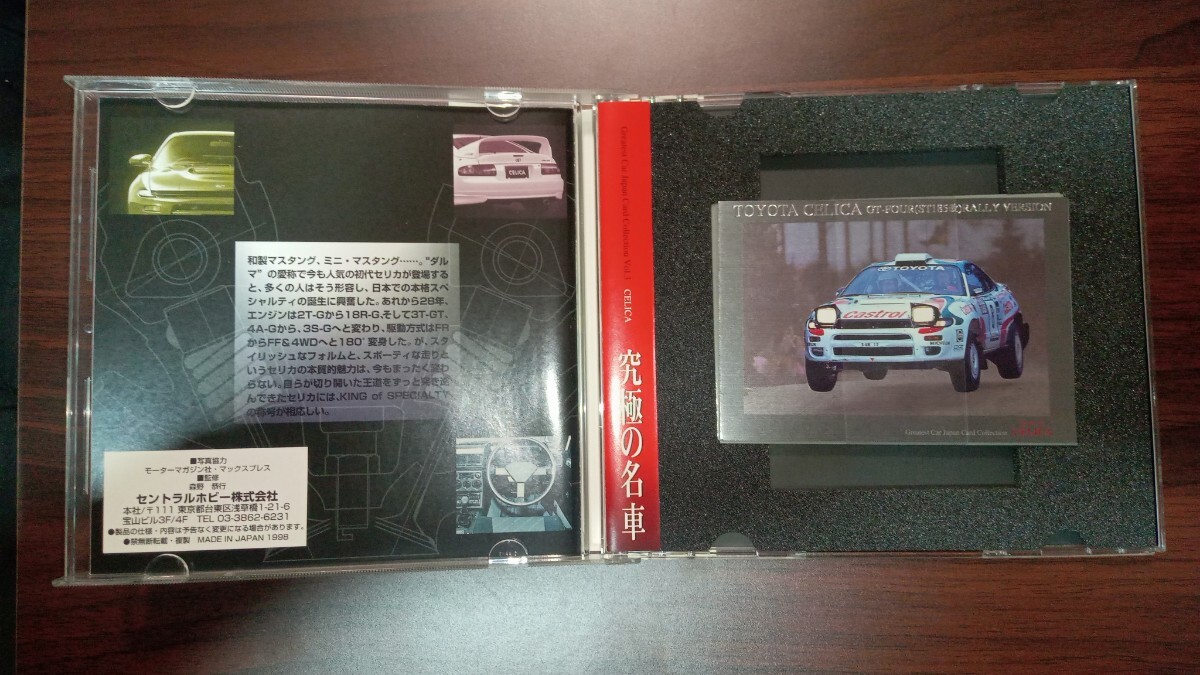 CELICA
和製マスタング、ミニ・マスタング……。“ダル
マ”の愛称で今も人気の初代セリカが登場する
と、多くの人はそう形容し、日本での本格スペ
シャルティの誕生に興奮した。あれから28年、
エンジンは2T-Gから18R-G、そして3T-GT、
4A-Gから、3S-Gへと変わり、駆動方式はFR
からFF&4WDへと180゜変身した。が、スタ
イリッシュなフォルムと、スポーティな走りと
いうセリカの本質的魅力は、今もまったく変わ
らない。自らが切り開いた王道をずっと突き進
んできたセリカには、KING of SPECIALTY
の称号が相応しい。
■写真協力
モーターマガジン社・マックスプレス
■監修
森野 恭行
セントラルホビー株式会社
本社/〒111 東京都台東区浅草橋1-21-6
宝山ビル3F/4F TEL 03-3862-6231
●製品の仕様・内容は予告なく変更になる場合があります。
●禁無断転載・複製 MADE IN JAPAN 1998
Greatest Car Japan Card Collection Vol.1 CELICA
究極の名車
TOYOTA CELICA GT-FOUR(ST185H)RALLY VERSION
TOYOTA
Castrol
MICHELIN
Greatest Car Japan Card Collection